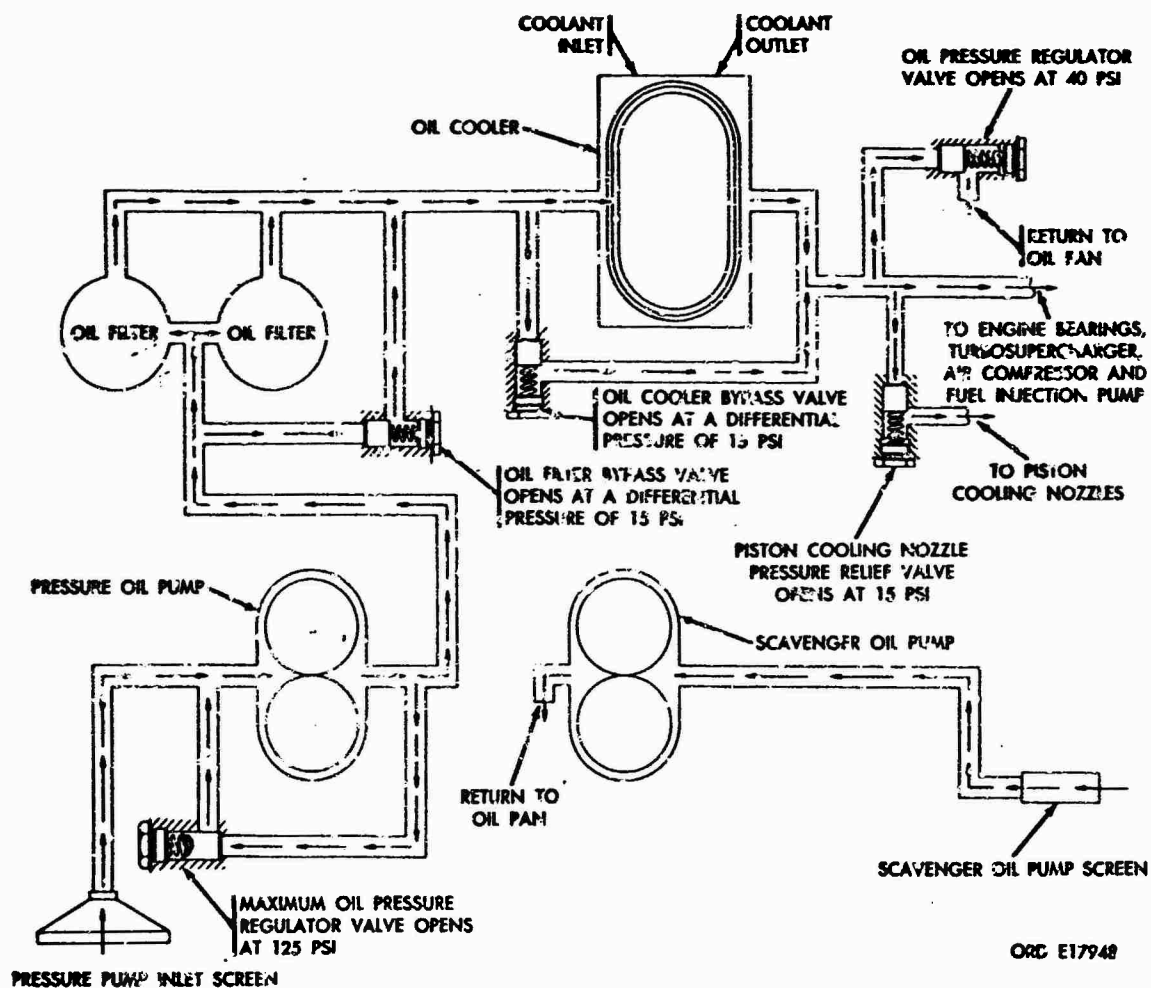 COOLANT
INLET
COOLANT
OUTLET
OIL PRESSURE REGULATOR
VALVE OPENS AT 40 PSI
OIL COOLER
RETURN TO
OIL PAN
OIL FILTER
OIL FILTER
TO ENGINE BEARINGS,
TURBOSUPERCHARGER,
AIR COMPRESSOR AND
FUEL INJECTION PUMP
OIL COOLER BYPASS VALVE
OPENS AT A DIFFERENTIAL
PRESSURE OF 15 PSI
OIL FILTER BYPASS VALVE
OPENS AT A DIFFERENTIAL
PRESSURE OF 15 PSI
TO PISTON
COOLING NOZZLES
PISTON COOLING NOZZLE
PRESSURE RELIEF VALVE
OPENS AT 15 PSI
PRESSURE OIL PUMP
SCAVENGER OIL PUMP
RETURN TO
OIL PAN
SCAVENGER OIL PUMP SCREEN
MAXIMUM OIL PRESSURE
REGULATOR VALVE OPENS
AT 125 PSI
ORD E17948
PRESSURE PUMP INLET SCREEN